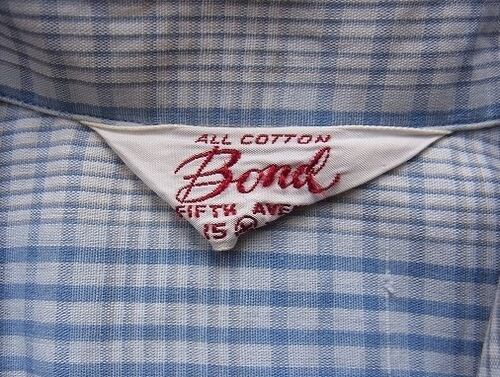 ALL COTTON
Bond
FIFTH AVE
15